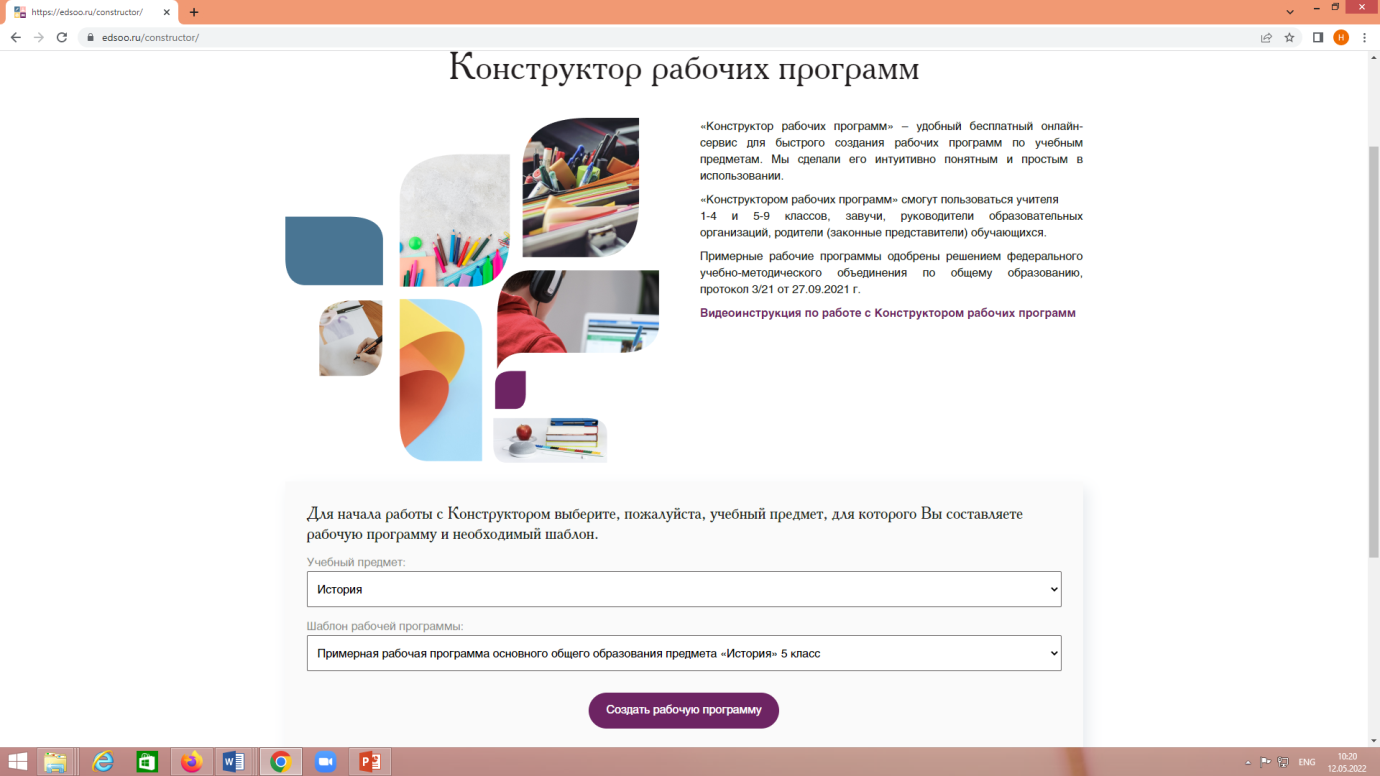 https://edsoo.ru/constructor/
edsoo.ru/constructor/
Н
Конструктор рабочих программ
«Конструктор рабочих программ» – удобный бесплатный онлайн-
сервис для быстрого создания рабочих программ по учебным
предметам. Мы сделали его интуитивно понятным и простым в
использовании.
«Конструктором рабочих программ» смогут пользоваться учителя
1-4 и 5-9 классов, завучи, руководители образовательных
организаций, родители (законные представители) обучающихся.
Примерные рабочие программы одобрены решением федерального
учебно-методического объединения по общему образованию,
протокол 3/21 от 27.09.2021 г.
Видеоинструкция по работе с Конструктором рабочих программ
Для начала работы с Конструктором выберите, пожалуйста, учебный предмет, для которого Вы составляете
рабочую программу и необходимый шаблон.
Учебный предмет:
История
Шаблон рабочей программы:
Примерная рабочая программа основного общего образования предмета «История» 5 класс
Создать рабочую программу
ENG
10:20
12.05.2022